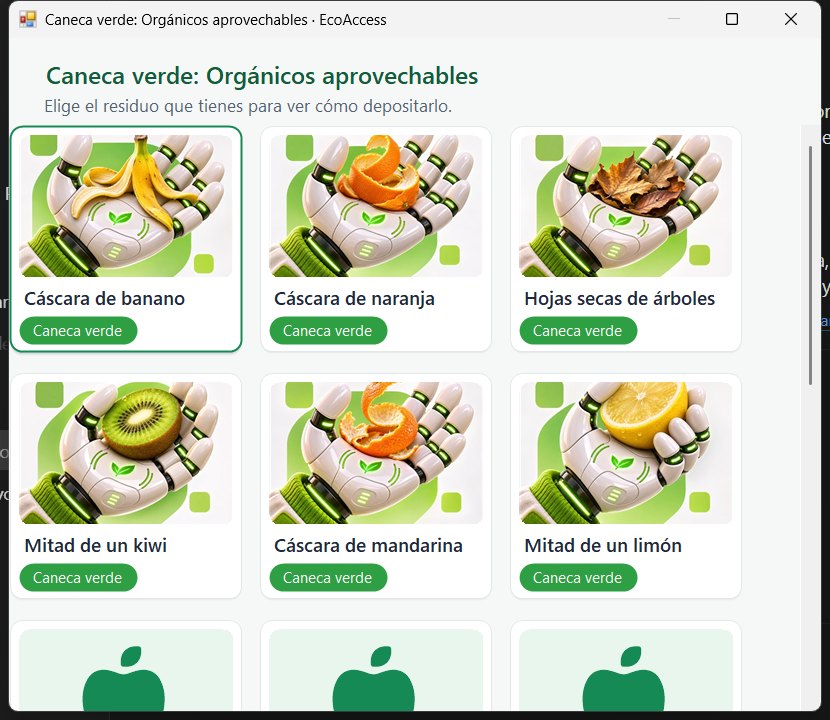 Caneca verde: Orgánicos aprovechables · EcoAccess
Caneca verde: Orgánicos aprovechables
Elige el residuo que tienes para ver cómo depositarlo.
Cáscara de banano
Caneca verde
Cáscara de naranja
Caneca verde
Hojas secas de árboles
Caneca verde
Mitad de un kiwi
Caneca verde
Cáscara de mandarina
Caneca verde
Mitad de un limón
Caneca verde